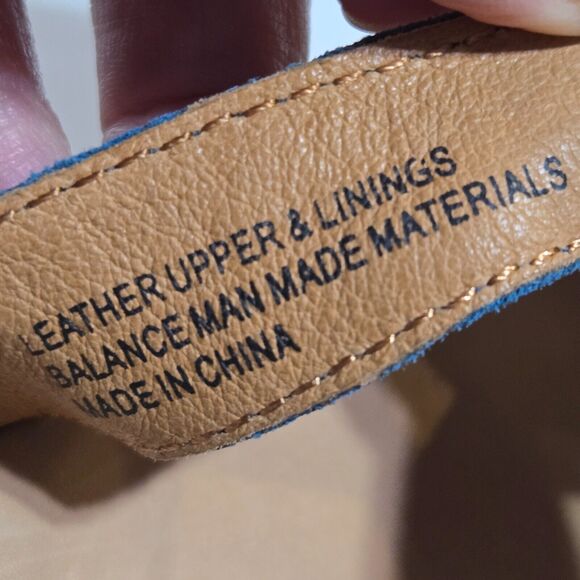 LEATHER UPPER & LININGS
BALANCE MAN MADE MATERIALS
MADE IN CHINA